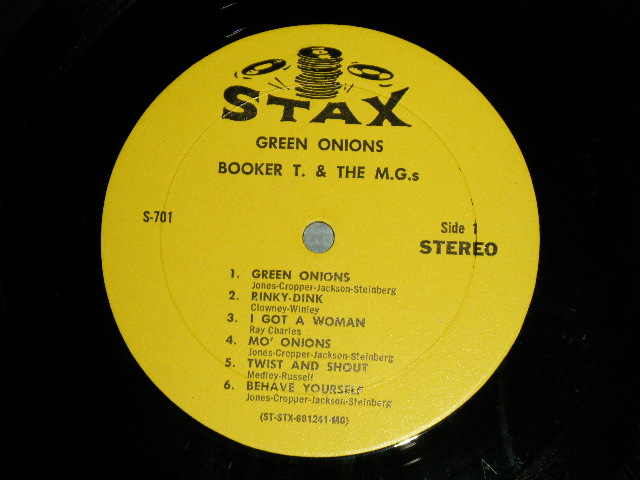 STAX
GREEN ONIONS
BOOKER T. & THE M.G.s
S-701
Side 1
STEREO
1. GREEN ONIONS
Jones-Cropper-Jackson-Steinberg
2. RINKY-DINK
Clowney-Winley
3. I GOT A WOMAN
Ray Charles
4. MO' ONIONS
Jones-Cropper-Jackson-Steinberg
5. TWIST AND SHOUT
Medley-Russell
6. BEHAVE YOURSELF
Jones-Cropper-Jackson-Steinberg
(ST-STX-681241-MG)